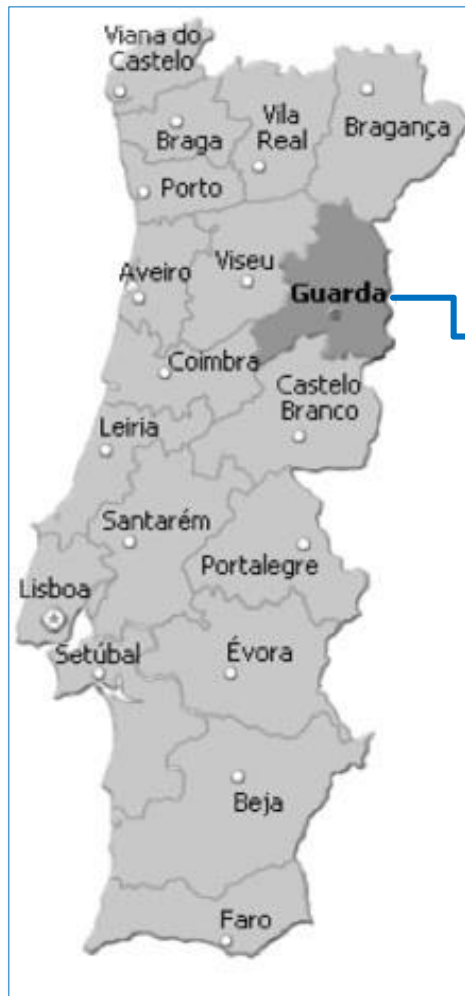 Viana do
Castelo
Braga
Vila
Real
Bragança
Porto
Aveiro
Viseu
Guarda
Coimbra
Castelo
Branco
Leiria
Santarém
Portalegre
Lisboa
Setúbal
Évora
Beja
Faro